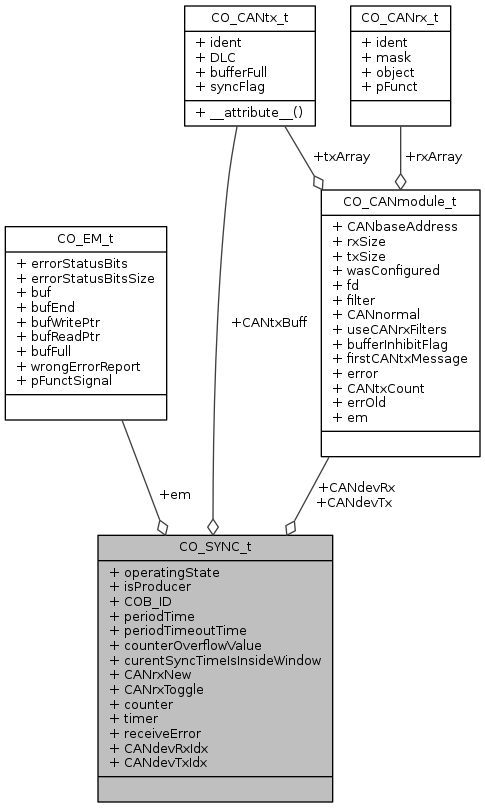 CO_CANtx_t
+ ident
+ DLC
+ bufferFull
+ syncFlag
+ __attribute__()
CO_CANrx_t
+ ident
+ mask
+ object
+ pFunct
+txArray
+rxArray
CO_CANmodule_t
+ CANbaseAddress
+ rxSize
+ txSize
+ wasConfigured
+ fd
+ filter
+ CANnormal
+ useCANrxFilters
+ bufferInhibitFlag
+ firstCANtxMessage
+ error
+ CANtxCount
+ errOld
+ em
CO_EM_t
+ errorStatusBits
+ errorStatusBitsSize
+ buf
+ bufEnd
+ bufWritePtr
+ bufReadPtr
+ bufFull
+ wrongErrorReport
+ pFunctSignal
+CANtxBuff
+em
+CANdevRx
+CANdevTx
CO_SYNC_t
+ operatingState
+ isProducer
+ COB_ID
+ periodTime
+ periodTimeoutTime
+ counterOverflowValue
+ curentSyncTimeIsInsideWindow
+ CANrxNew
+ CANrxToggle
+ counter
+ timer
+ receiveError
+ CANdevRxIdx
+ CANdevTxIdx